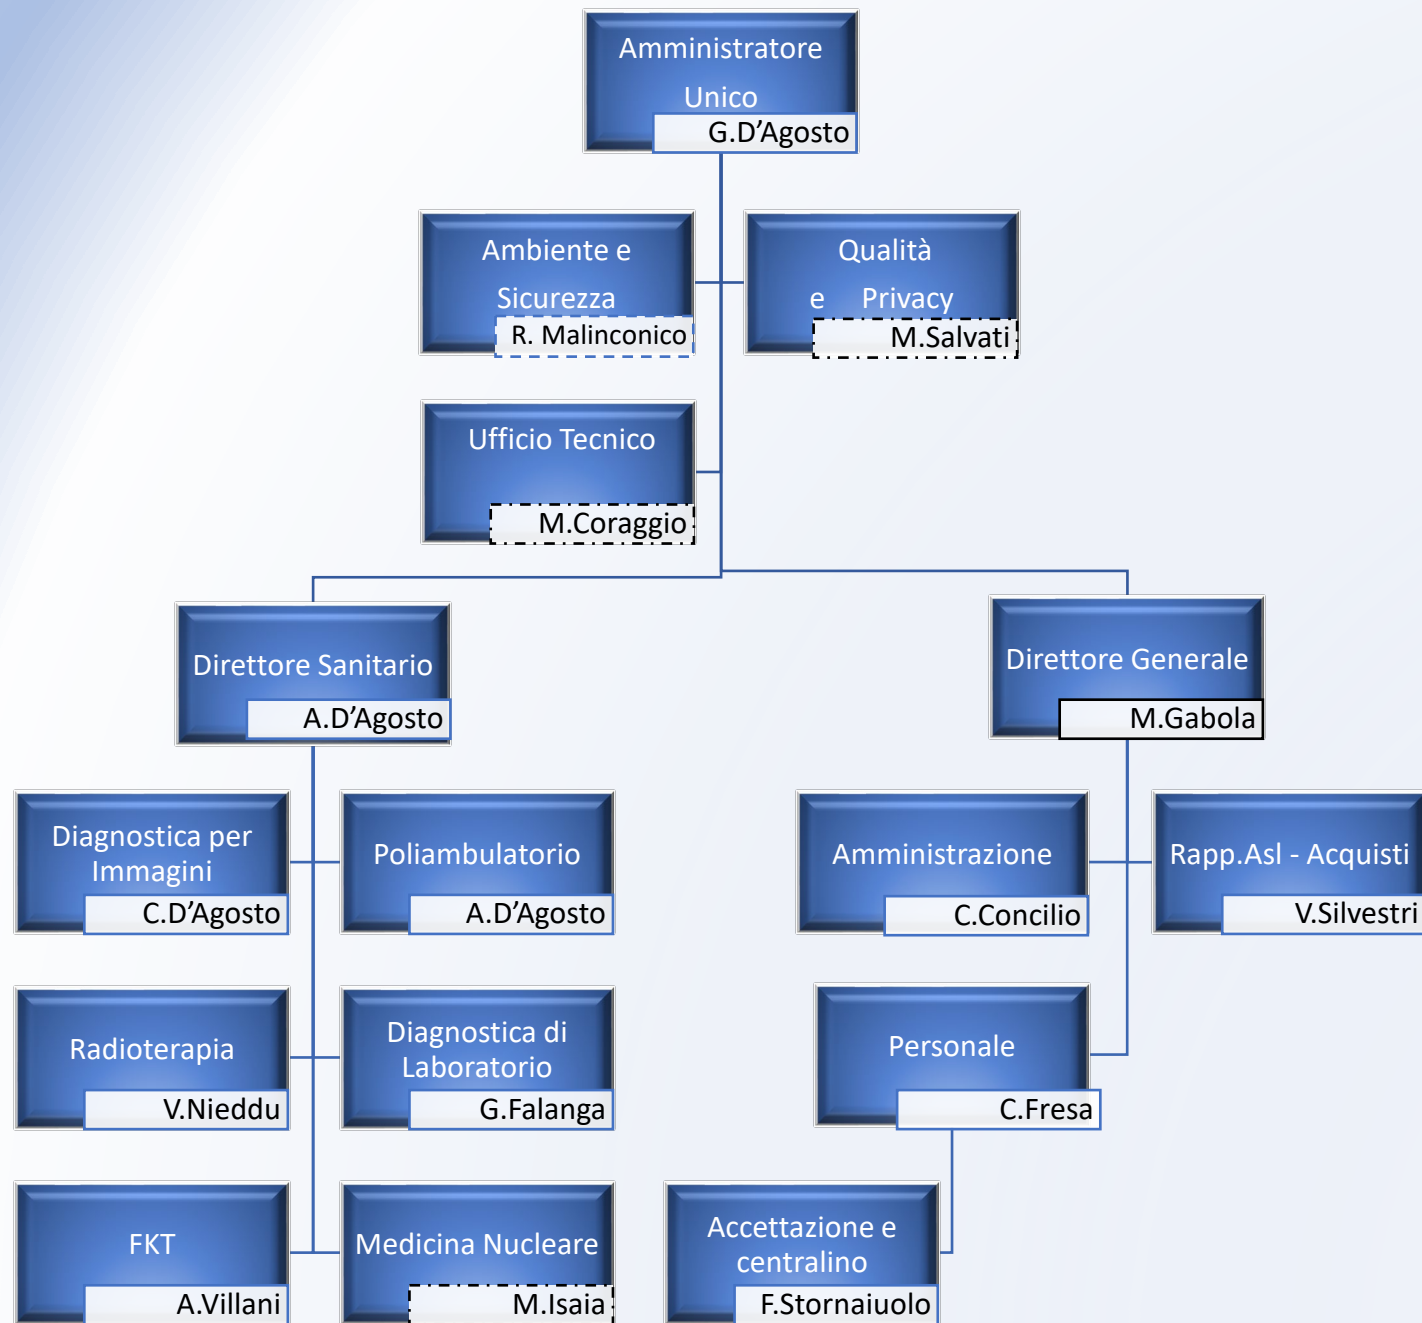 Amministratore
Unico
G.D'Agosto
Ambiente e
Sicurezza
R. Malinconico
Qualità
e Privacy
M.Salvati
Ufficio Tecnico
M.Coraggio
Direttore Sanitario
A.D'Agosto
Direttore Generale
M.Gabola
Diagnostica per
Immagini
C.D'Agosto
Poliambulatorio
A.D'Agosto
Amministrazione
C.Concilio
Rapp.Asl - Acquisti
V.Silvestri
Radioterapia
V.Nieddu
Diagnostica di
Laboratorio
G.Falanga
Personale
C.Fresa
FKT
A.Villani
Medicina Nucleare
M.Isaia
Accettazione e
centralino
F.Stornaiuolo